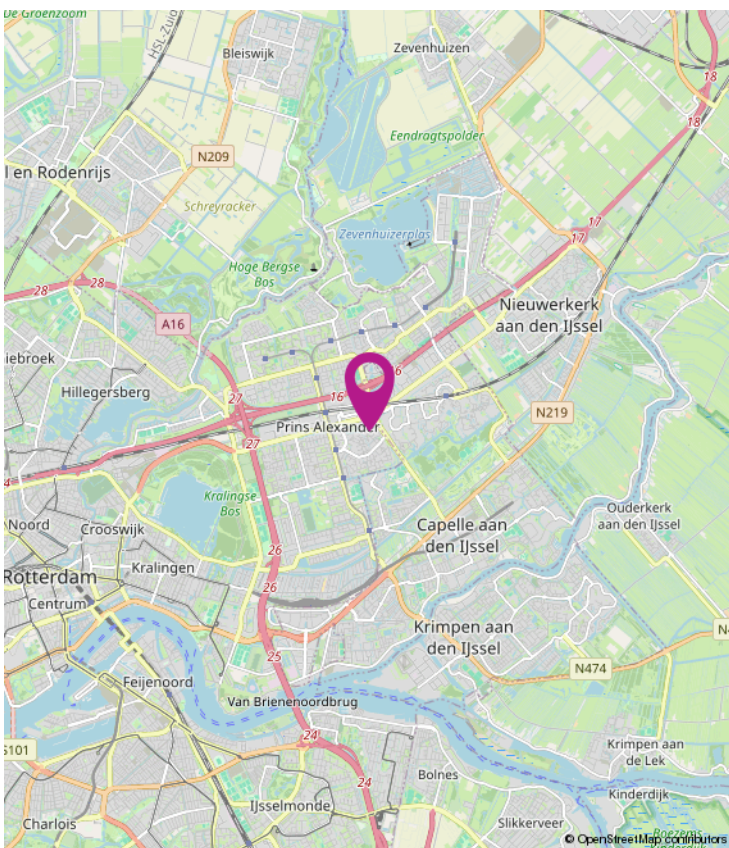 De Groenzoom
HSL-Zuid
Bleiswijk
Zevenhuizen
18
18
Eendragtspolder
N209
l en Rodenrijs
Schreyracker
Zevenhuizerplas
17
17
Hoge Bergse
Bos
28
28
Nieuwerkerk
aan den IJssel
A16
iebroek
6
Hillegersberg
27
16
N219
Prins Alexander
27
4
Kralingse
Bos
Ouderkerk
aan den IJssel
Noord
Crooswijk
Capelle aan
den IJssel
26
Kralingen
Rotterdam
26
Centrum
Krimpen aan
den IJssel
N4
25
N474
Feijenoord
Van Brienenoordbrug
24
S101
Krimpen aan
de Lek
Bolnes
24
Kinderdijk
IJsselmonde
Charlois
Slikkerveer
© OpenStreetMap contributors